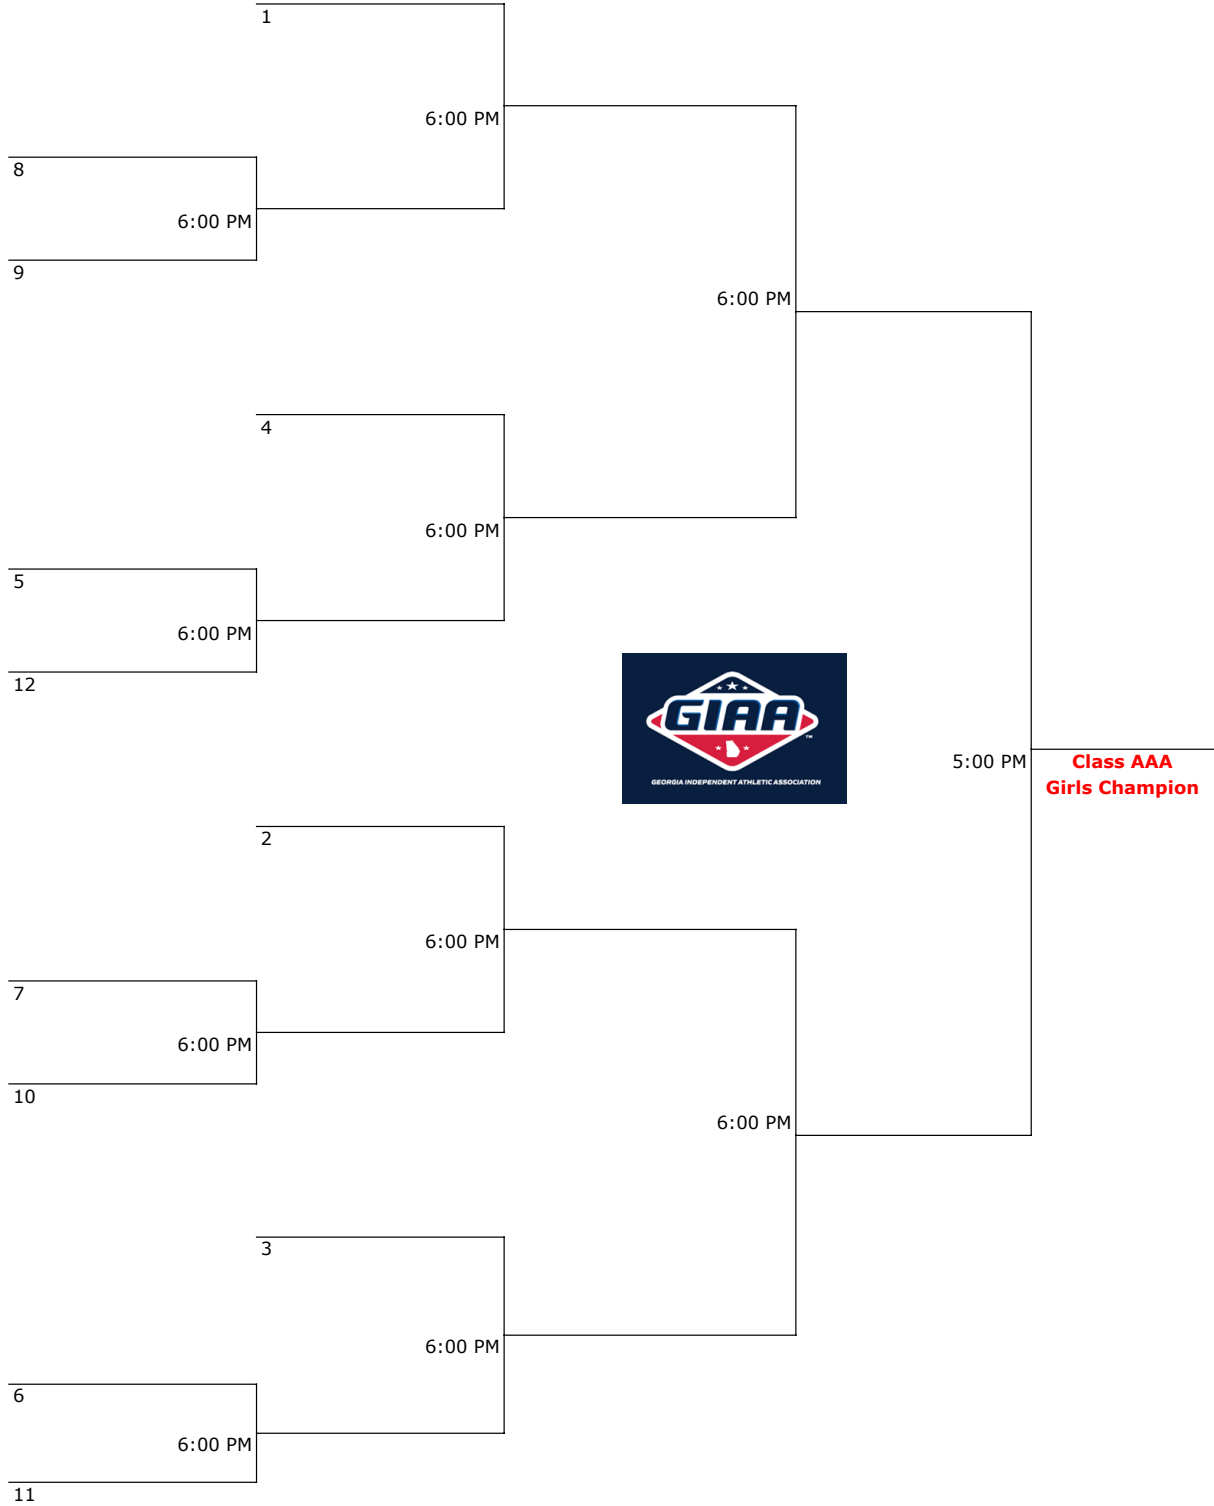 1
6:00 PM
8
6:00 PM
9
6:00 PM
4
6:00 PM
5
6:00 PM
12
GIAA
TM
GEORGIA INDEPENDENT ATHLETIC ASSOCIATION
5:00 PM
Class AAA
Girls Champion
2
6:00 PM
7
6:00 PM
10
6:00 PM
3
6:00 PM
6
6:00 PM
11